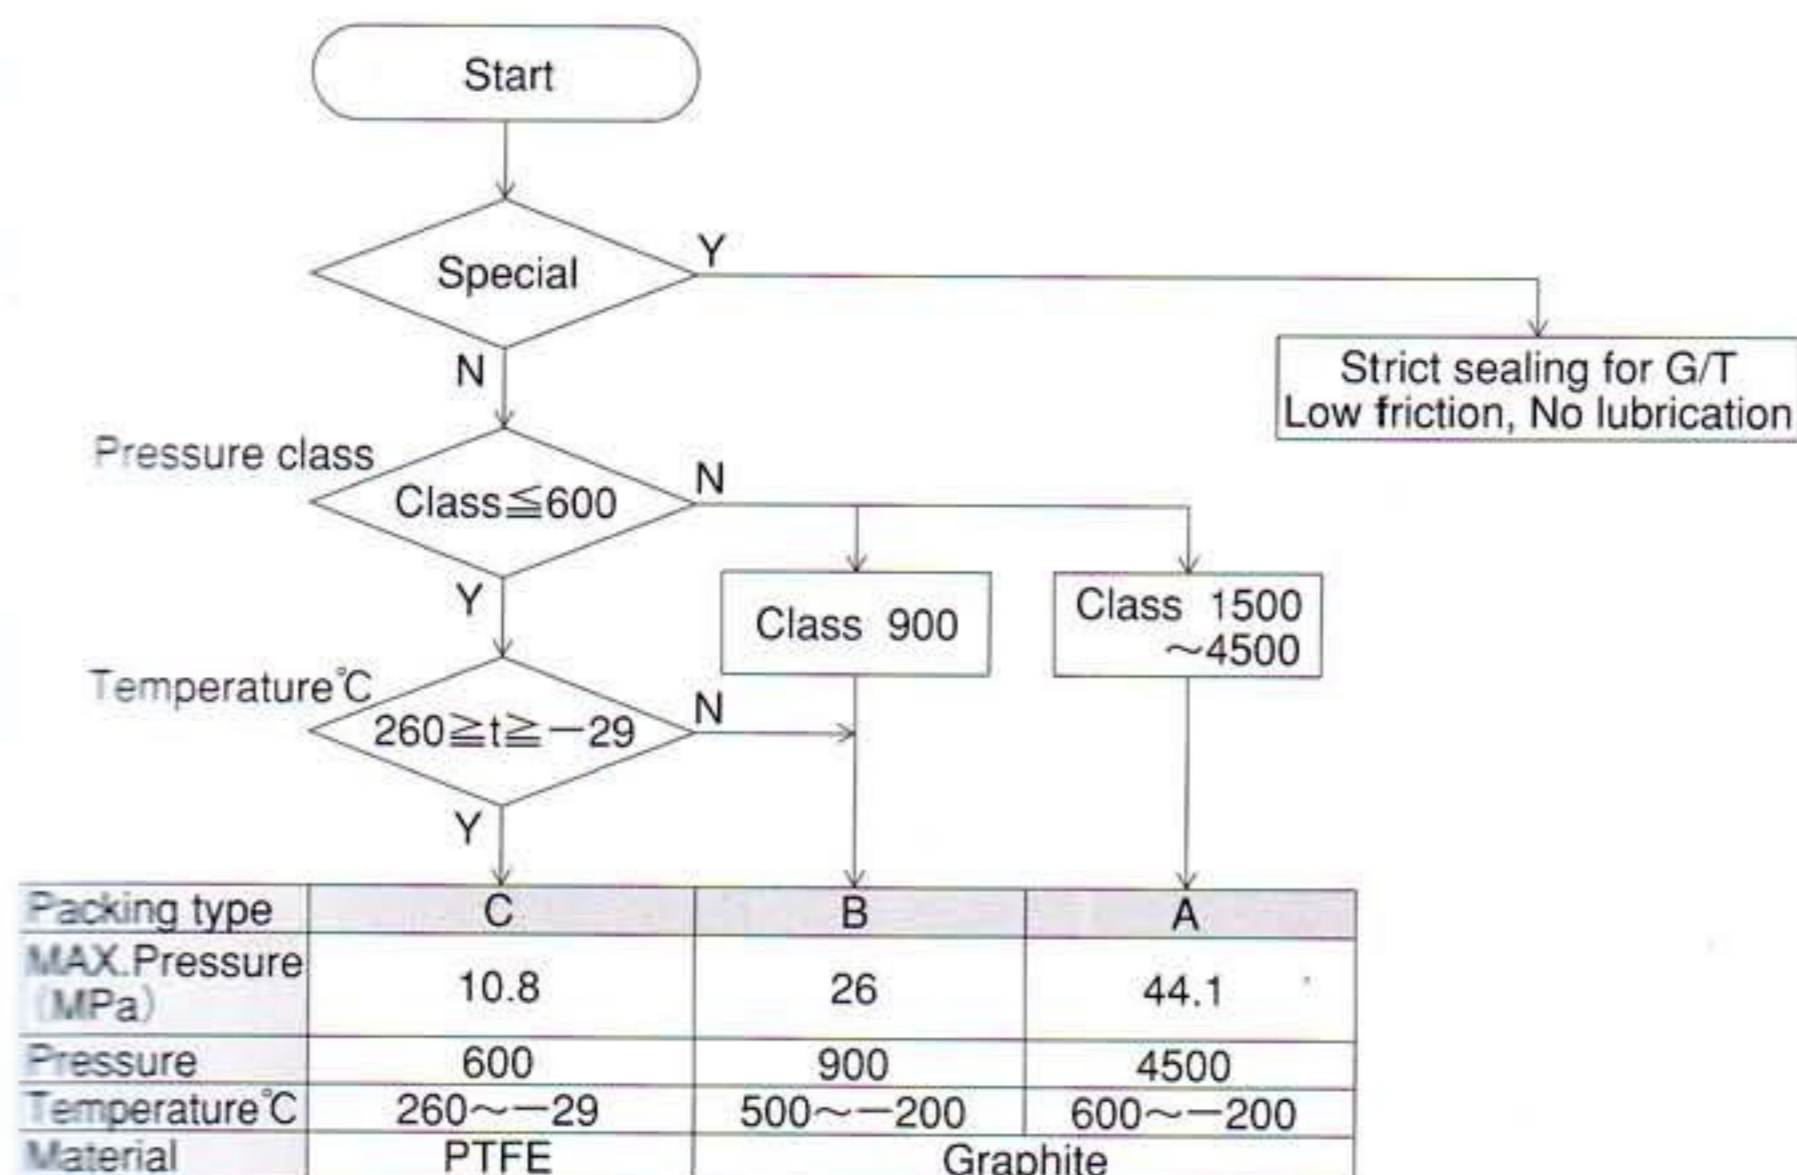 Start
Special
Y
N
Strict sealing for G/T
Low friction, No lubrication
Pressure class
Class≦600
N
Y
Class 900
Class 1500
～4500
Temperature℃
260≧t≧−29
N
Y
Packing type C B A
MAX.Pressure
(MPa) 10.8 26 44.1
Pressure 600 900 4500
Temperature℃ 260～−29 500～−200 600～−200
Material PTFE Graphite